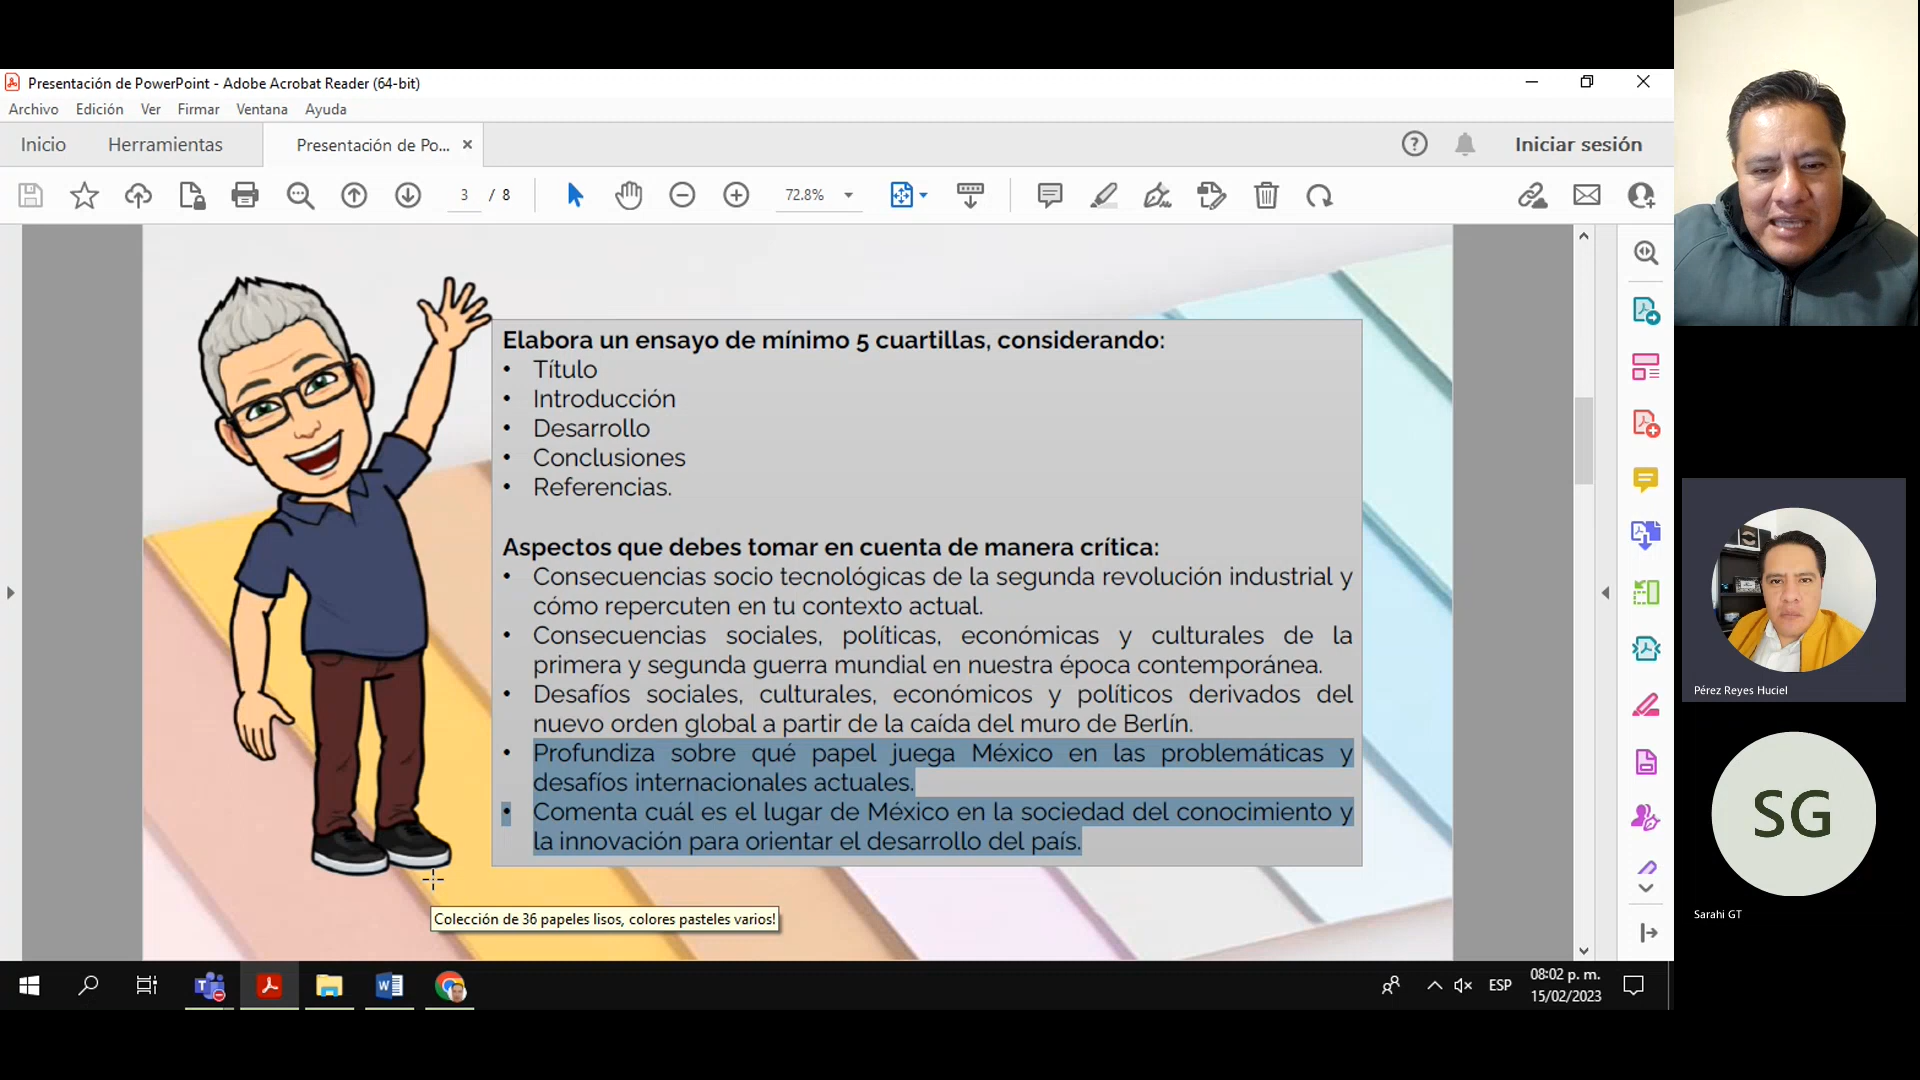 Presentación de PowerPoint - Adobe Acrobat Reader (64-bit)
Archivo Edición Ver Firmar Ventana Ayuda
Inicio Herramientas Presentación de Po... Iniciar sesión
3 / 8 72.8%
Elabora un ensayo de mínimo 5 cuartillas, considerando:
• Título
• Introducción
• Desarrollo
• Conclusiones
• Referencias.
Aspectos que debes tomar en cuenta de manera crítica:
• Consecuencias socio tecnológicas de la segunda revolución industrial y
cómo repercuten en tu contexto actual.
• Consecuencias sociales, políticas, económicas y culturales de la
primera y segunda guerra mundial en nuestra época contemporánea.
• Desafíos sociales, culturales, económicos y políticos derivados del
nuevo orden global a partir de la caída del muro de Berlín.
• Profundiza sobre qué papel juega México en las problemáticas y
desafíos internacionales actuales.
• Comenta cuál es el lugar de México en la sociedad del conocimiento y
la innovación para orientar el desarrollo del país.
Colección de 36 papeles lisos, colores pasteles varios!
Pérez Reyes Huciel
SG
Sarahi GT
ESP
08:02 p. m.
15/02/2023